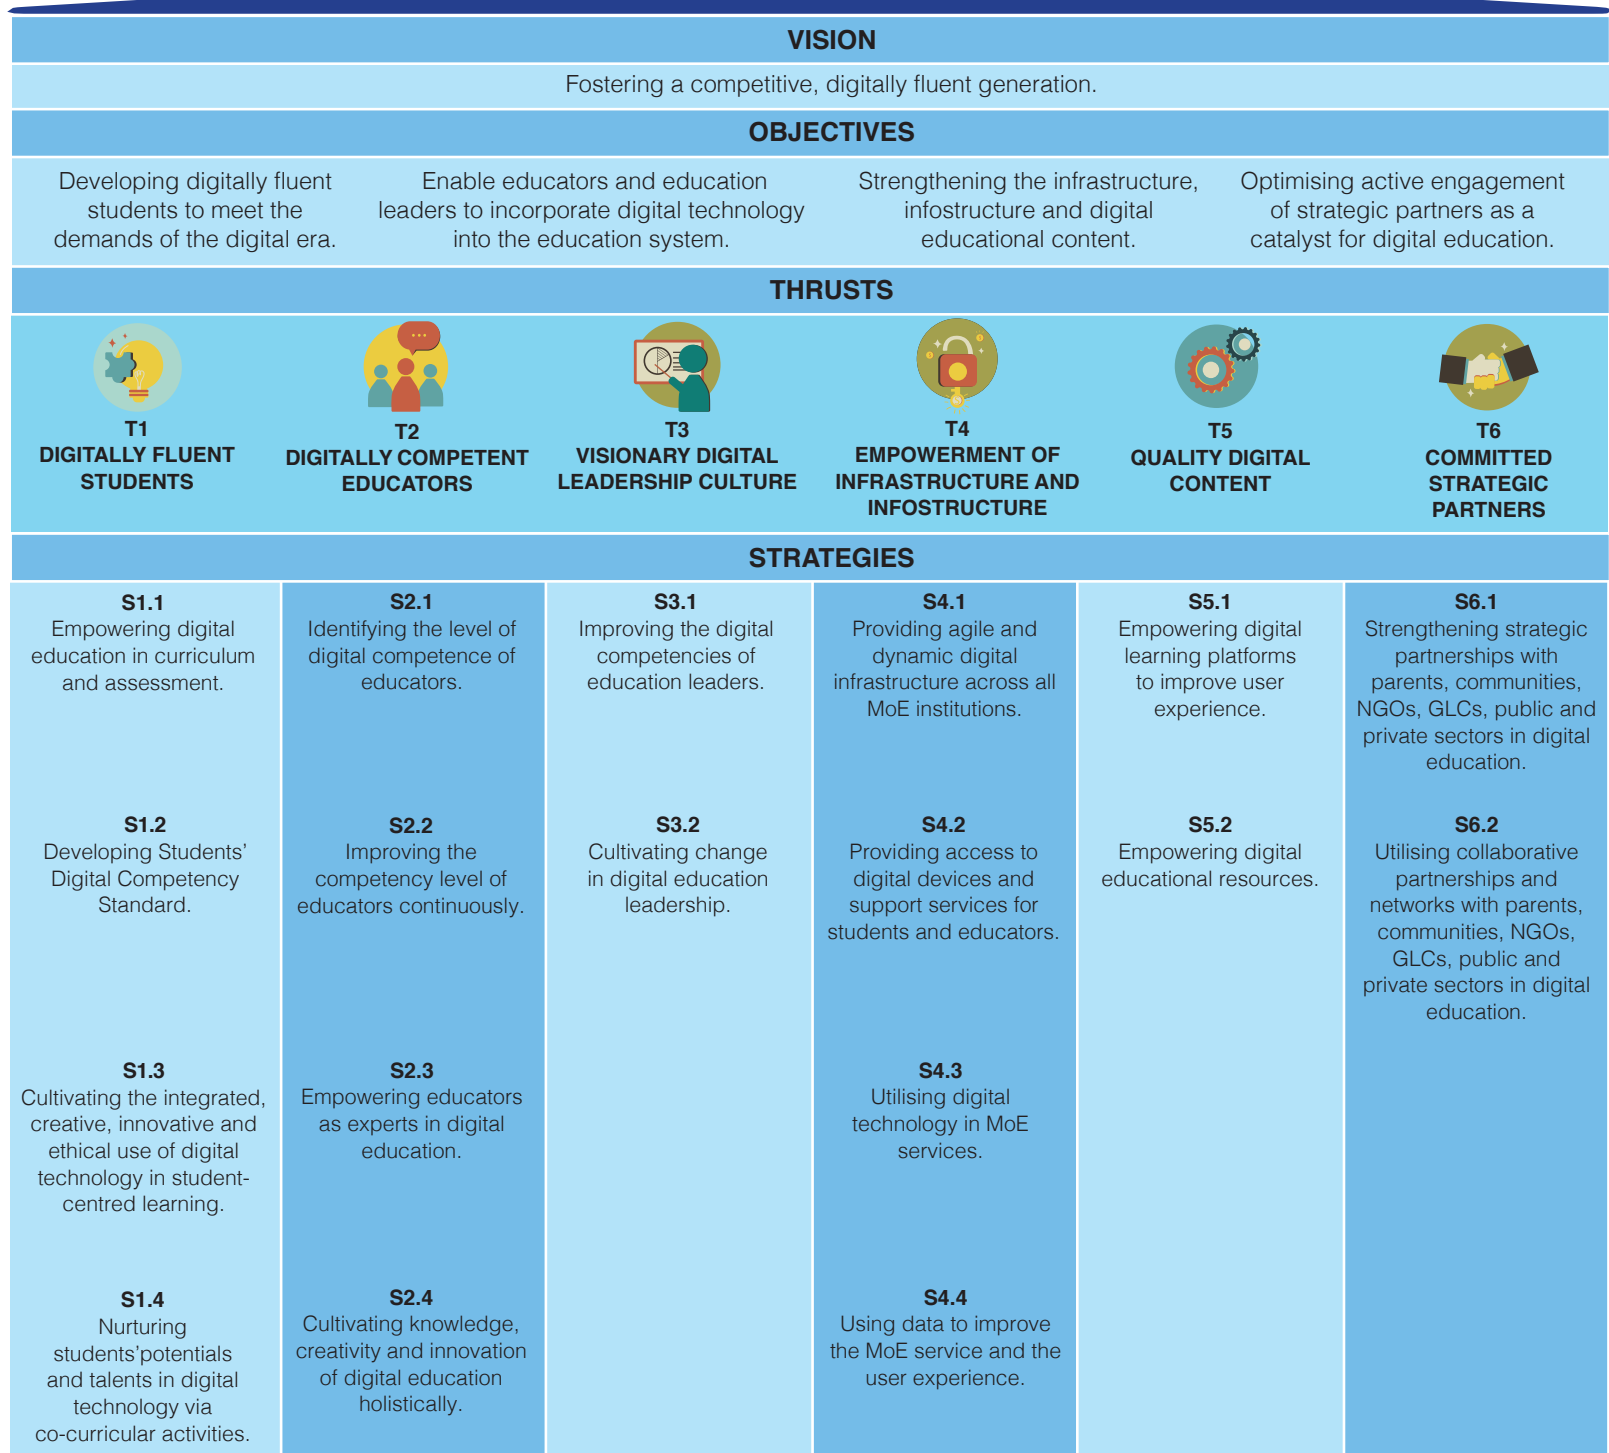 VISION
Fostering a competitive, digitally fluent generation.
OBJECTIVES
Developing digitally fluent
students to meet the
demands of the digital era.
Enable educators and education
leaders to incorporate digital technology
into the education system.
Strengthening the infrastructure,
infostructure and digital
educational content.
Optimising active engagement
of strategic partners as a
catalyst for digital education.
THRUSTS
T1
DIGITALLY FLUENT
STUDENTS
T2
DIGITALLY COMPETENT
EDUCATORS
T3
VISIONARY DIGITAL
LEADERSHIP CULTURE
T4
EMPOWERMENT OF
INFRASTRUCTURE AND
INFOSTRUCTURE
T5
QUALITY DIGITAL
CONTENT
T6
COMMITTED
STRATEGIC
PARTNERS
STRATEGIES
S1.1
Empowering digital
education in curriculum
and assessment.
S2.1
Identifying the level of
digital competence of
educators.
S3.1
Improving the digital
competencies of
education leaders.
S4.1
Providing agile and
dynamic digital
infrastructure across all
MoE institutions.
S5.1
Empowering digital
learning platforms
to improve user
experience.
S6.1
Strengthening strategic
partnerships with
parents, communities,
NGOs, GLCs, public and
private sectors in digital
education.
S1.2
Developing Students'
Digital Competency
Standard.
S2.2
Improving the
competency level of
educators continuously.
S3.2
Cultivating change
in digital education
leadership.
S4.2
Providing access to
digital devices and
support services for
students and educators.
S5.2
Empowering digital
educational resources.
S6.2
Utilising collaborative
partnerships and
networks with parents,
communities, NGOs,
GLCs, public and
private sectors in digital
education.
S1.3
Cultivating the integrated,
creative, innovative and
ethical use of digital
technology in student-
centred learning.
S2.3
Empowering educators
as experts in digital
education.
S4.3
Utilising digital
technology in MoE
services.
S1.4
Nurturing
students'potentials
and talents in digital
technology via
co-curricular activities.
S2.4
Cultivating knowledge,
creativity and innovation
of digital education
holistically.
S4.4
Using data to improve
the MoE service and the
user experience.